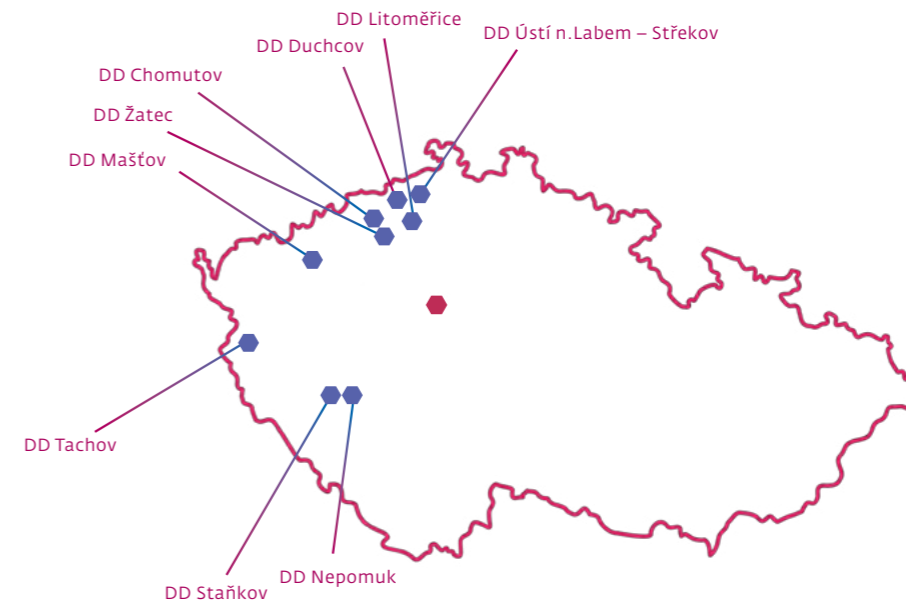 DD Litoměřice
DD Ústí n.Labem – Střekov
DD Duchcov
DD Chomutov
DD Žatec
DD Mašťov
DD Tachov
DD Nepomuk
DD Staňkov